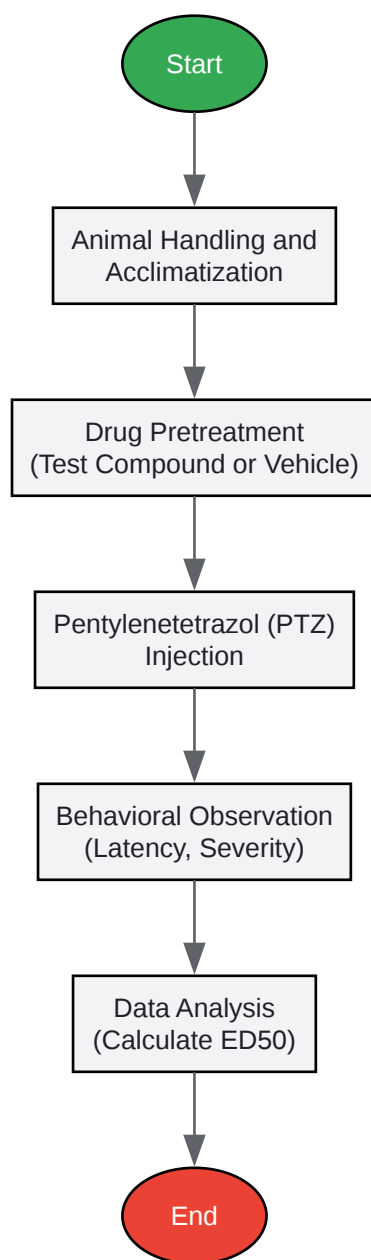 Start
Animal Handling and
Acclimatization
Drug Pretreatment
(Test Compound or Vehicle)
Pentylenetetrazol (PTZ)
Injection
Behavioral Observation
(Latency, Severity)
Data Analysis
(Calculate ED50)
End